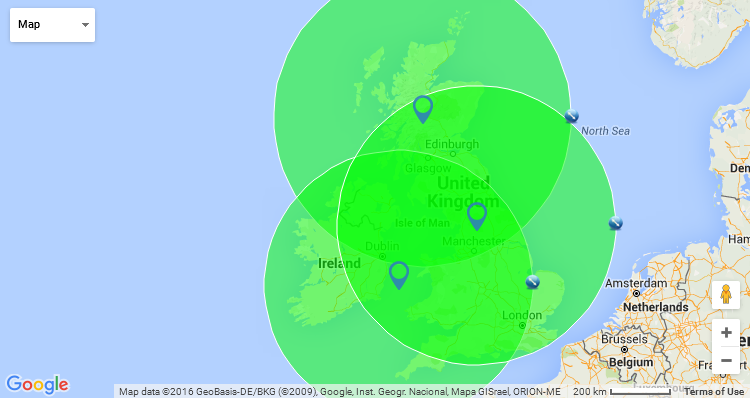 Map
North Sea
Edinburgh
Glasgow
United
Kingdom
Isle of Man
Dublin
Manchester
Ireland
London
Amsterdam
Netherlands
Brussels
Belgium
Den
Ham
Google
Map data ©2016 GeoBasis-DE/BKG (©2009), Google, Inst. Geogr. Nacional, Mapa GISrael, ORION-ME
200 km
Terms of Use